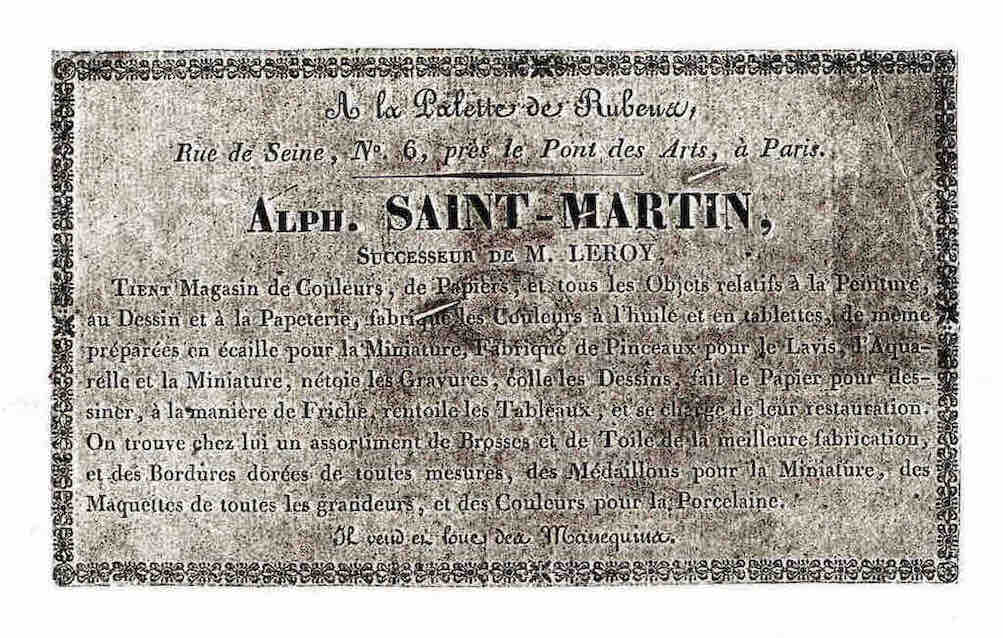 A la Palette de Rubens,
Rue de Seine, Nº. 6, près le Pont des Arts, à Paris.
ALPH. SAINT-MARTIN,
SUCCESSEUR DE M. LEROY,
TIENT Magasin de Couleurs, de Papiers, et tous les Objets relatifs à la Peinture,
au Dessin et à la Papeterie, fabrique les Couleurs à l'huile et en tablettes, de même
préparées en écaille pour la Miniature, Fabrique de Pinceaux pour le Lavis, l'Aqua-
relle et la Miniature, nétoie les Gravures, colle les Dessins, fait le Papier pour des-
siner, à la manière de Friche, rentoile les Tableaux, et se charge de leur restauration.
On trouve chez lui un assortiment de Brosses et de Toile de la meilleure fabrication,
et des Bordures dorées de toutes mesures, des Médaillons pour la Miniature, des
Maquettes de toutes les grandeurs, et des Couleurs pour la Porcelaine.
Il vend et loue des Manequins.